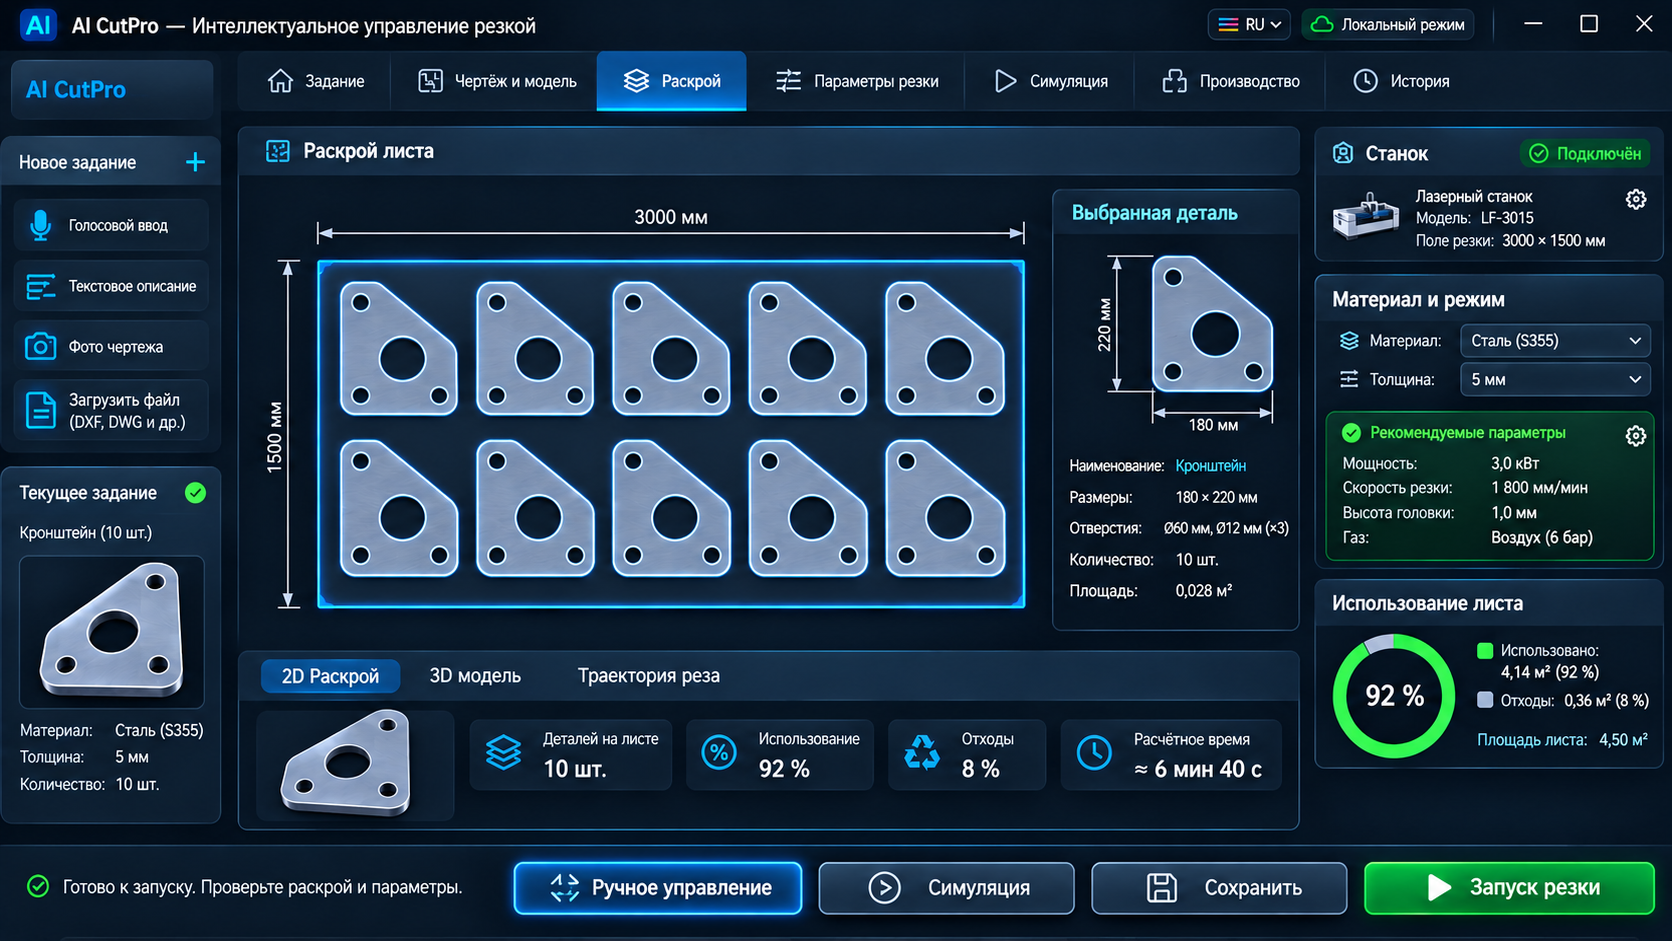 AI AI CutPro — Интеллектуальное управление резкой
RU
Локальный режим
AI CutPro
Задание
Чертёж и модель
Раскрой
Параметры резки
Симуляция
Производство
История
Новое задание
Голосовой ввод
Текстовое описание
Фото чертежа
Загрузить файл
(DXF, DWG и др.)
Текущее задание
Кронштейн (10 шт.)
Материал: Сталь (S355)
Толщина: 5 мм
Количество: 10 шт.
Раскрой листа
3000 мм
1500 мм
Выбранная деталь
220 мм
180 мм
Наименование: Кронштейн
Размеры: 180 × 220 мм
Отверстия: Ø60 мм, Ø12 мм (×3)
Количество: 10 шт.
Площадь: 0,028 м²
2D Раскрой
3D модель
Траектория реза
Деталей на листе
10 шт.
Использование
92 %
Отходы
8 %
Расчётное время
≈ 6 мин 40 с
Станок
Подключён
Лазерный станок
Модель: LF-3015
Поле резки: 3000 × 1500 мм
Материал и режим
Материал: Сталь (S355)
Толщина: 5 мм
Рекомендуемые параметры
Мощность: 3,0 кВт
Скорость резки: 1 800 мм/мин
Высота головки: 1,0 мм
Газ: Воздух (6 бар)
Использование листа
92 %
Использовано:
4,14 м² (92 %)
Отходы: 0,36 м² (8 %)
Площадь листа: 4,50 м²
Готово к запуску. Проверьте раскрой и параметры.
Ручное управление
Симуляция
Сохранить
Запуск резки